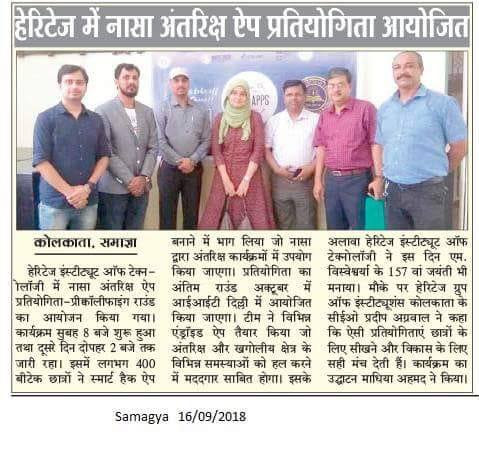 हेरिटेज में नासा अंतरिक्ष ऐप प्रतियोगिता आयोजित
APPS
कोलकाता, समाज्ञा
हेरिटेज इंस्टीट्यूट ऑफ टेक्न-
ोलॉजी में नासा अंतरिक्ष ऐप
प्रतियोगिता-प्रीकॉलीफाइंग राउंड
का आयोजन किया गया।
कार्यक्रम सुबह 8 बजे शुरू हुआ
तथा दूसरे दिन दोपहर 2 बजे तक
जारी रहा। इसमें लगभग 400
बीटेक छात्रों ने स्मार्ट हैक ऐप
बनाने में भाग लिया जो नासा
द्वारा अंतरिक्ष कार्यक्रमों में उपयोग
किया जाएगा। प्रतियोगिता का
अंतिम राउंड अक्टूबर में
आईआईटी दिल्ली में आयोजित
किया जाएगा। टीम ने विभिन्न
एंड्रॉइड ऐप तैयार किया जो
अंतरिक्ष और खगोलीय क्षेत्र के
विभिन्न समस्याओं को हल करने
में मददगार साबित होगा। इसके
अलावा हेरिटेज इंस्टीट्यूट ऑफ
टेक्नोलॉजी ने इस दिन एम.
विस्वेश्वर्या के 157 वां जयंती भी
मनाया। मौके पर हेरिटेज ग्रुप
ऑफ इंस्टीट्यूशंस कोलकाता के
सीईओ प्रदीप अग्रवाल ने कहा
कि ऐसी प्रतियोगिताएं छात्रों के
लिए सीखने और विकास के लिए
सही मंच देती हैं। कार्यक्रम का
उद्घाटन माधिया अहमद ने किया।
Samagya 16/09/2018